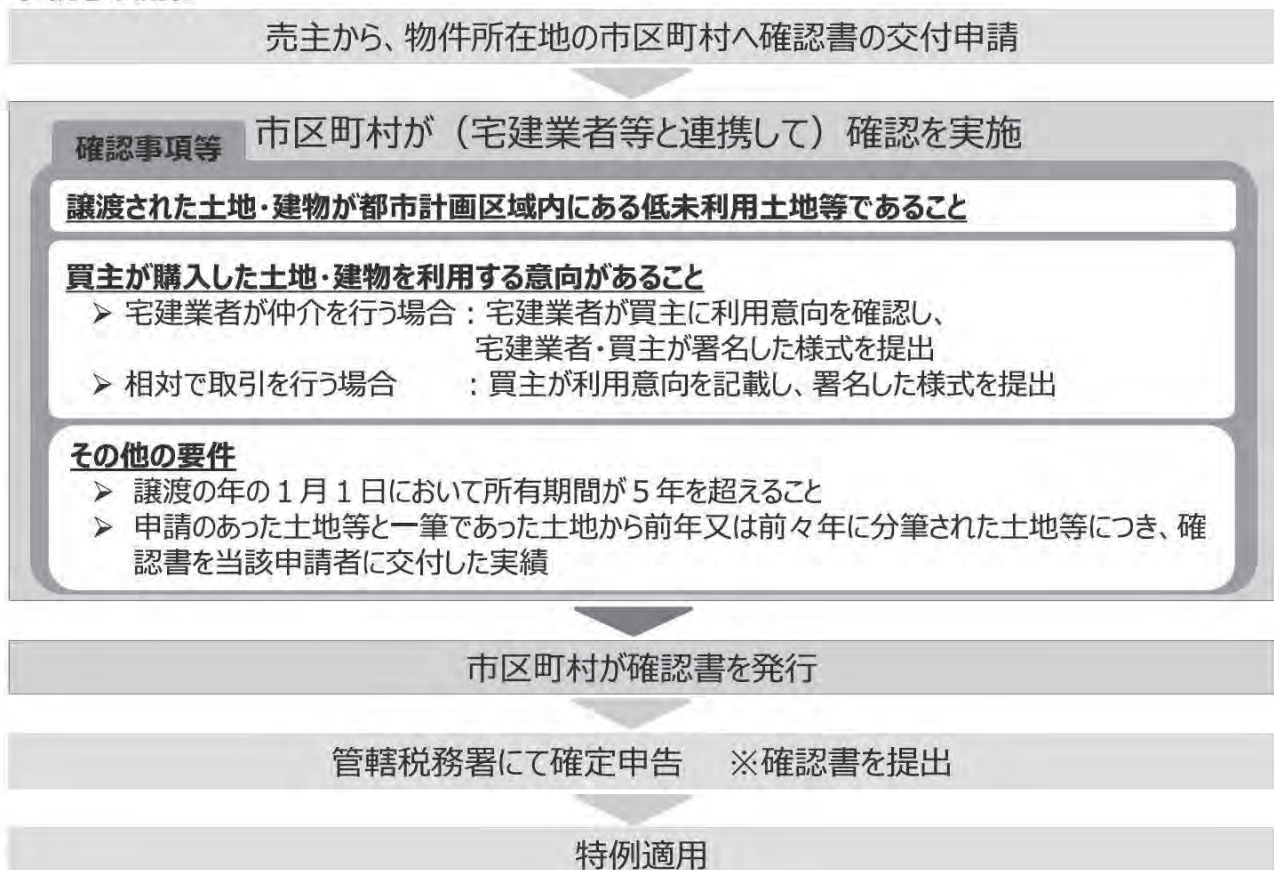 売主から、物件所在地の市区町村へ確認書の交付申請
市区町村が（宅建業者等と連携して）確認を実施
確認事項等
譲渡された土地・建物が都市計画区域内にある低未利用土地等であること
買主が購入した土地・建物を利用する意向があること
➢ 宅建業者が仲介を行う場合：宅建業者が買主に利用意向を確認し、
宅建業者・買主が署名した様式を提出
➢ 相対で取引を行う場合　　：買主が利用意向を記載し、署名した様式を提出
その他の要件
➢ 譲渡の年の１月１日において所有期間が５年を超えること
➢ 申請のあった土地等と一筆であった土地から前年又は前々年に分筆された土地等につき、確
認書を当該申請者に交付した実績
市区町村が確認書を発行
管轄税務署にて確定申告　※確認書を提出
特例適用